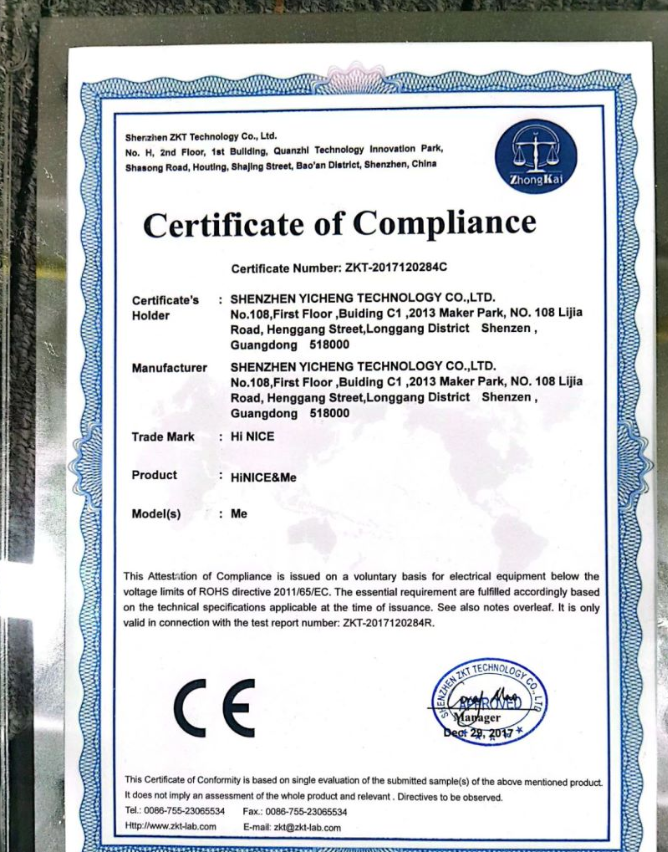 Shenzhen ZKT Technology Co., Ltd.
No. H, 2nd Floor, 1st Building, Quanzhi Technology Innovation Park,
Shasong Road, Houting, Shajing Street, Bao'an District, Shenzhen, China
ZhongKai
Certificate of Compliance
Certificate Number: ZKT-2017120284C
Certificate's Holder : SHENZHEN YICHENG TECHNOLOGY CO.,LTD.
No.108,First Floor ,Buiding C1 ,2013 Maker Park, NO. 108 Lijia
Road, Henggang Street,Longgang District Shenzen ,
Guangdong 518000
Manufacturer SHENZHEN YICHENG TECHNOLOGY CO.,LTD.
No.108,First Floor ,Buiding C1 ,2013 Maker Park, NO. 108 Lijia
Road, Henggang Street,Longgang District Shenzen ,
Guangdong 518000
Trade Mark : Hi NICE
Product : HiNICE&Me
Model(s) : Me
This Attestation of Compliance is issued on a voluntary basis for electrical equipment below the
voltage limits of ROHS directive 2011/65/EC. The essential requirement are fulfilled accordingly based
on the technical specifications applicable at the time of issuance. See also notes overleaf. It is only
valid in connection with the test report number: ZKT-2017120284R.
CE
SHENZHEN ZKT TECHNOLOGY CO., LTD
APPROVED
Manager
Dec. 29, 2017
This Certificate of Conformity is based on single evaluation of the submitted sample(s) of the above mentioned product.
It does not imply an assessment of the whole product and relevant . Directives to be observed.
Tel.: 0086-755-23065534 Fax.: 0086-755-23065534
Http://www.zkt-lab.com E-mail: zkt@zkt-lab.com